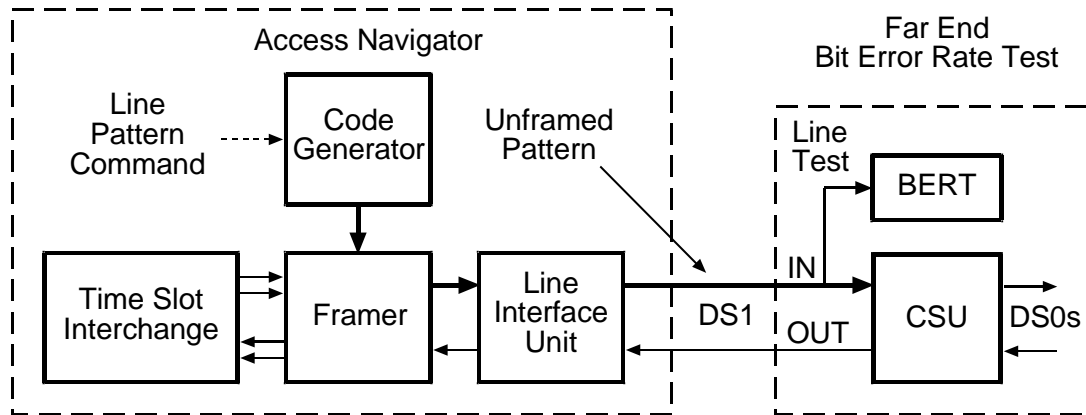 Access Navigator
Far End
Bit Error Rate Test
Line
Pattern
Command
Code
Generator
Unframed
Pattern
Line
Test
BERT
Time Slot
Interchange
Framer
Line
Interface
Unit
DS1
IN
OUT
CSU
DS0s